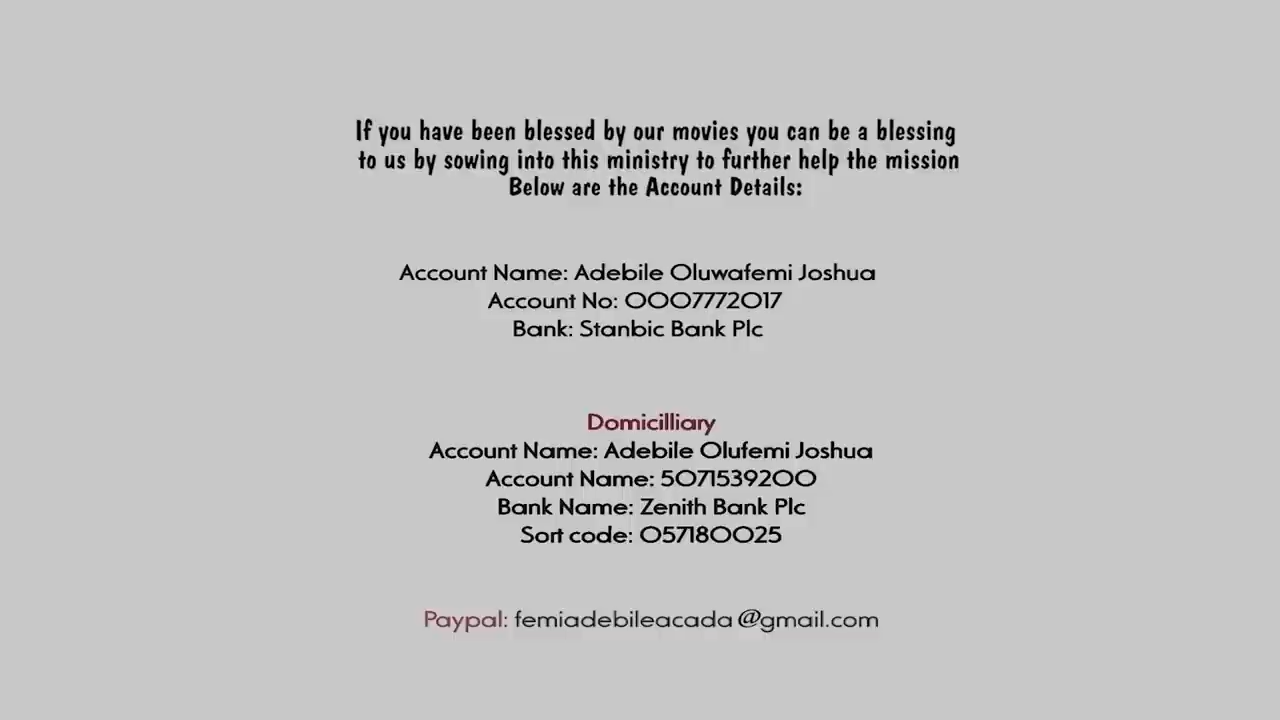 If you have been blessed by our movies you can be a blessing
to us by sowing into this ministry to further help the mission
Below are the Account Details:
Account Name: Adebile Oluwafemi Joshua
Account No: 0007772017
Bank: Stanbic Bank Plc
Domicilliary
Account Name: Adebile Olufemi Joshua
Account Name: 5071539200
Bank Name: Zenith Bank Plc
Sort code: 057180025
Paypal: femiadebileacada@gmail.com